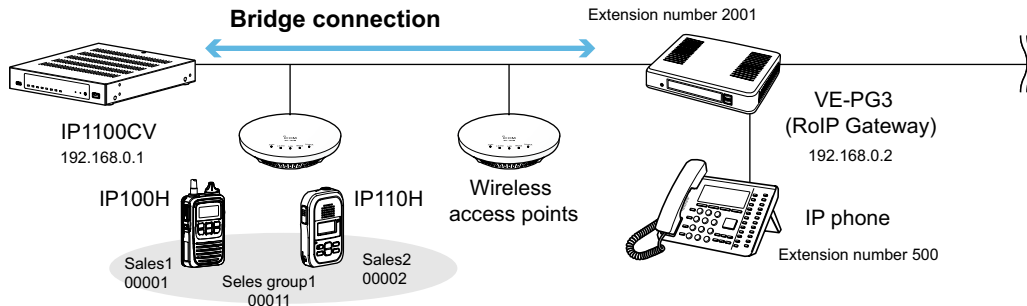 Bridge connection
Extension number 2001
IP1100CV
192.168.0.1
VE-PG3
(RoIP Gateway)
192.168.0.2
IP100H
IP110H
Wireless
access points
IP phone
Extension number 500
Sales1
00001
Seles group1
00011
Sales2
00002